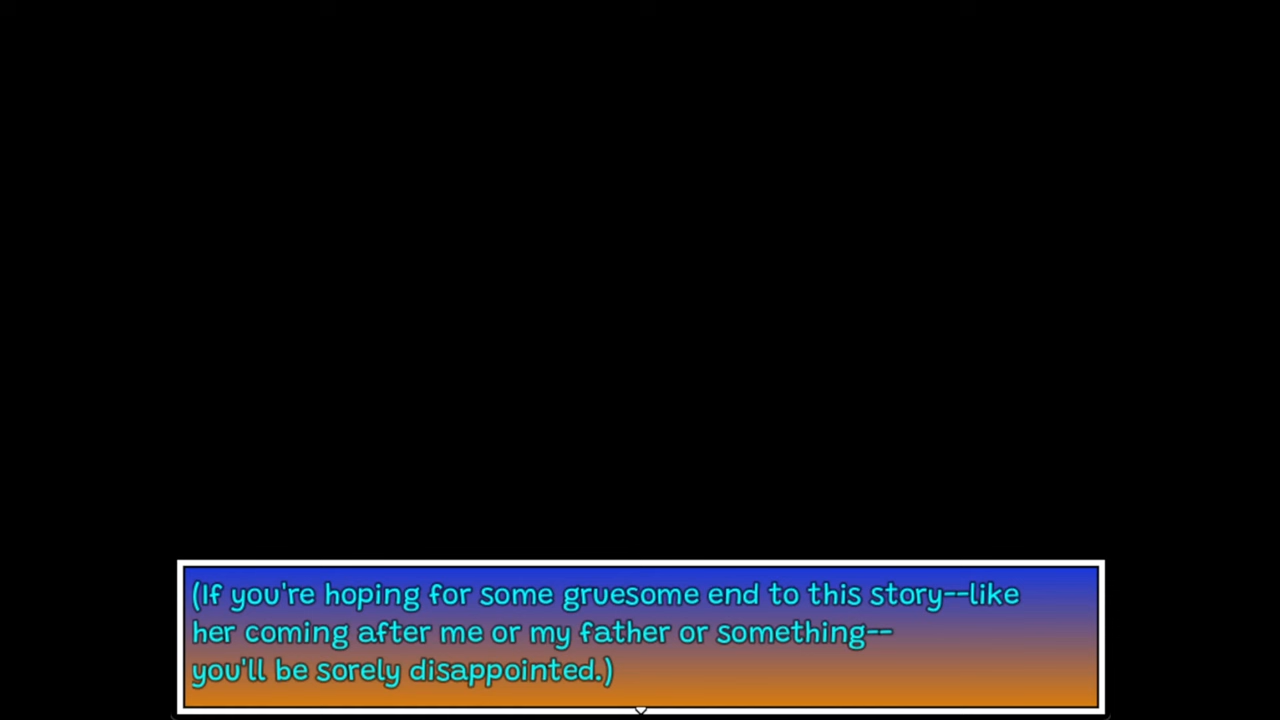 (If you're hoping for some gruesome end to this story--like
her coming after me or my father or something--
you'll be sorely disappointed.)